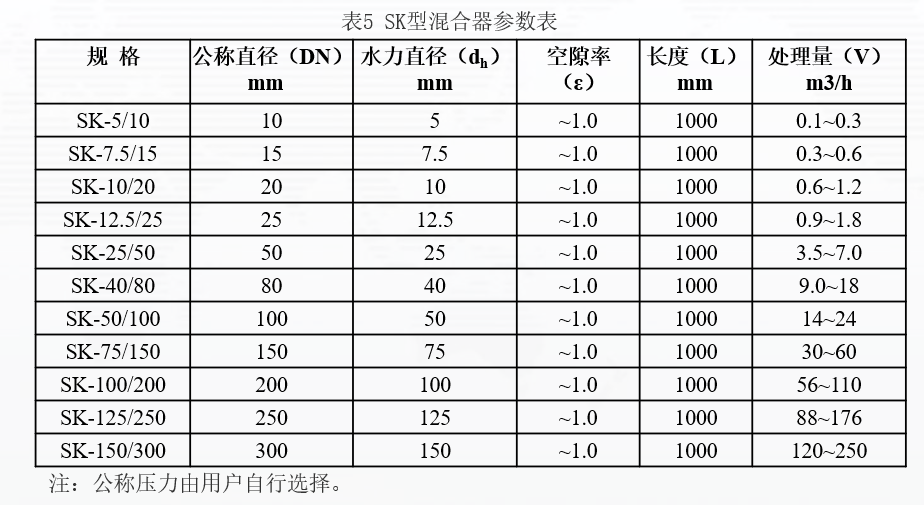 表5 SK型混合器参数表
规 格 公称直径（DN） mm 水力直径（dh） mm 空隙率 （ε） 长度（L） mm 处理量（V） m3/h
SK-5/10 10 5 ~1.0 1000 0.1~0.3
SK-7.5/15 15 7.5 ~1.0 1000 0.3~0.6
SK-10/20 20 10 ~1.0 1000 0.6~1.2
SK-12.5/25 25 12.5 ~1.0 1000 0.9~1.8
SK-25/50 50 25 ~1.0 1000 3.5~7.0
SK-40/80 80 40 ~1.0 1000 9.0~18
SK-50/100 100 50 ~1.0 1000 14~24
SK-75/150 150 75 ~1.0 1000 30~60
SK-100/200 200 100 ~1.0 1000 56~110
SK-125/250 250 125 ~1.0 1000 88~176
SK-150/300 300 150 ~1.0 1000 120~250
注：公称压力由用户自行选择。